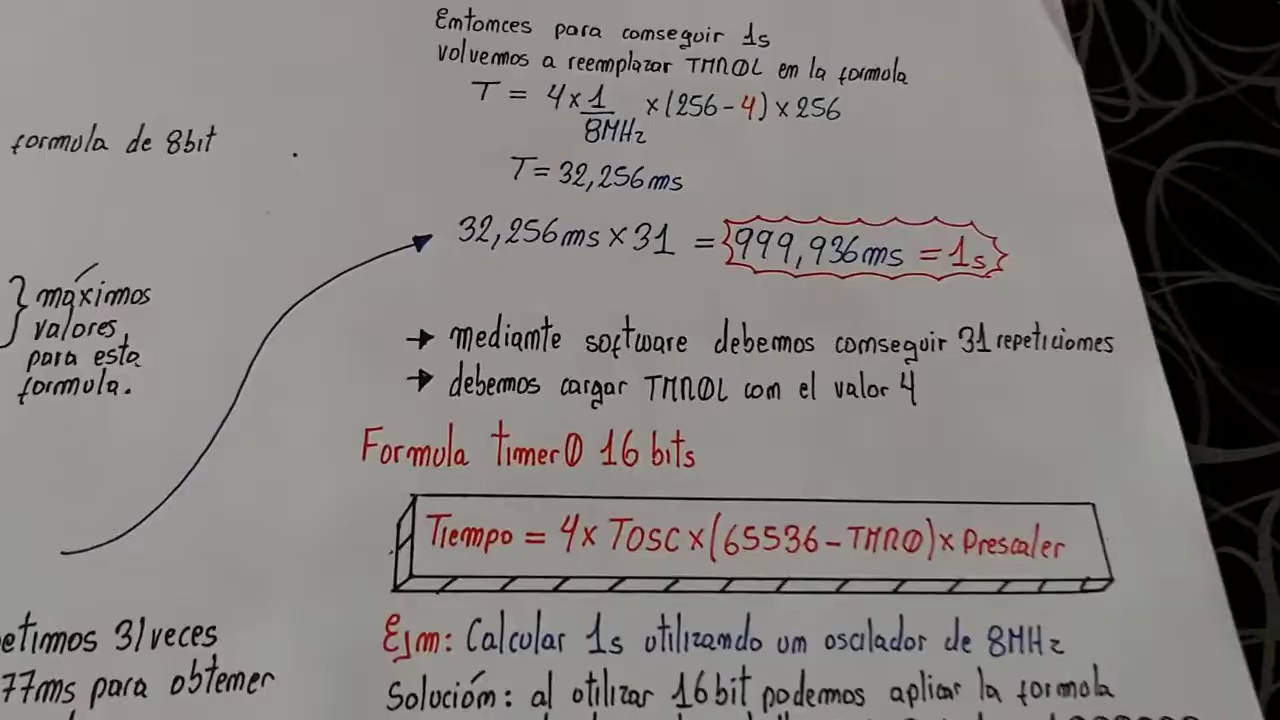 formula de 8bit
} máximos
valores
para esta
formula.
etimos 31 veces
77ms para obtener
Entonces para conseguir 1s
volvemos a reemplazar TMR0L en la formula
T = 4 × 1/8MHz × (256 - 4) × 256
T = 32,256ms
32,256ms × 31 = 999,936ms = 1s
→ mediante software debemos conseguir 31 repeticiones
→ debemos cargar TMR0L con el valor 4
Formula timer0 16 bits
Tiempo = 4 × TOSC × (65536 - TMR0) × Prescaler
Ejm: Calcular 1s utilizando un oscilador de 8MHz
Solución: al utilizar 16bit podemos aplicar la formula